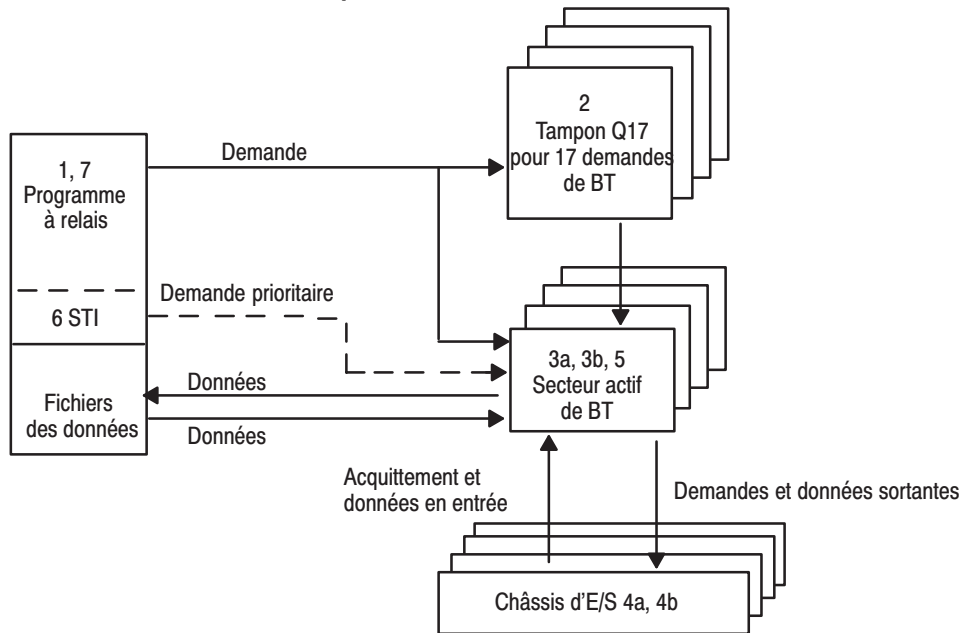 2
Tampon Q17
pour 17 demandes
de BT
1, 7
Programme
à relais
Demande
Demande prioritaire
6 STI
Données
Fichiers
des données
Données
3a, 3b, 5
Secteur actif
de BT
Acquittement et
données en entrée
Demandes et données sortantes
Châssis d'E/S 4a, 4b